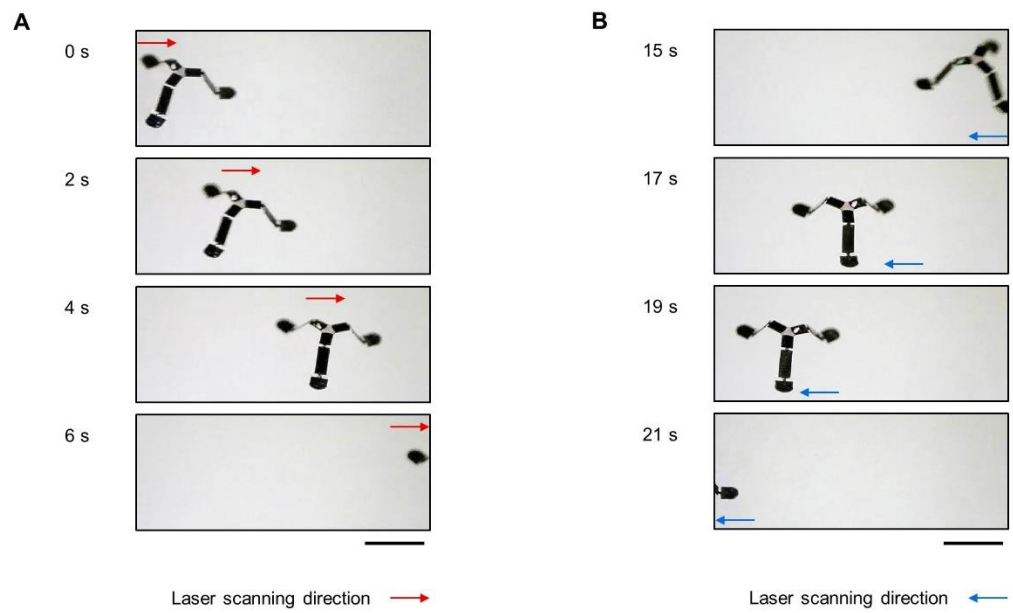 A
0 s
2 s
4 s
6 s
Laser scanning direction
B
15 s
17 s
19 s
21 s
Laser scanning direction